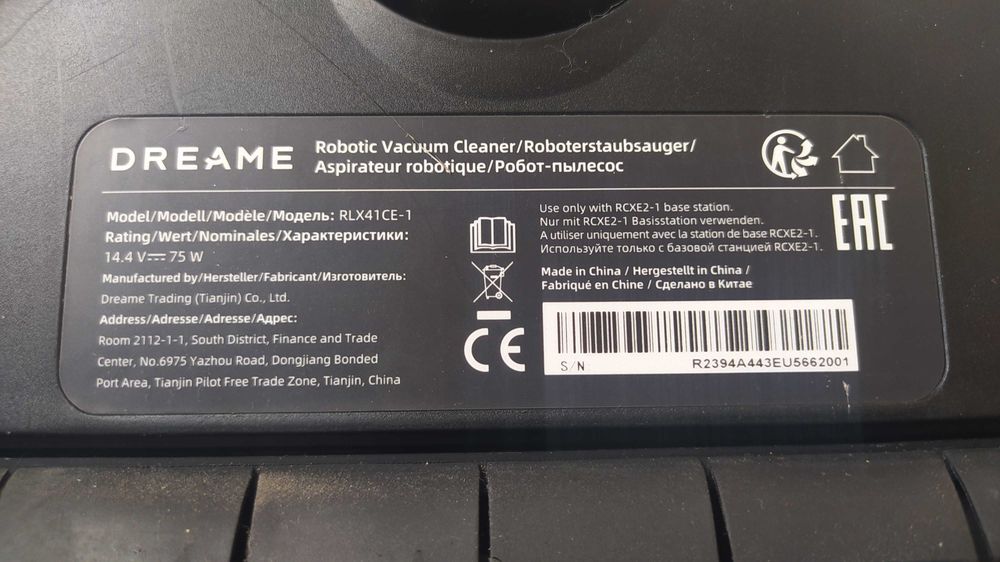 DREAME
Robotic Vacuum Cleaner/Roboterstaubsauger/
Aspirateur robotique/Робот-пылесос
Model/Modell/Modèle/Модель: RLX41CE-1
Rating/Wert/Nominales/Характеристики:
14.4 V⎓ 75 W
Manufactured by/Hersteller/Fabricant/Изготовитель:
Dreame Trading (Tianjin) Co., Ltd.
Address/Adresse/Adresse/Адрес:
Room 2112-1-1, South District, Finance and Trade
Center, No.6975 Yazhou Road, Dongjiang Bonded
Port Area, Tianjin Pilot Free Trade Zone, Tianjin, China
Use only with RCXE2-1 base station.
Nur mit RCXE2-1 Basisstation verwenden.
A utiliser uniquement avec la station de base RCXE2-1.
Используйте только с базовой станцией RCXE2-1.
EAC
Made in China / Hergestellt in China /
Fabriqué en Chine / Сделано в Китае
CE
S/N R2394A443EU5662001